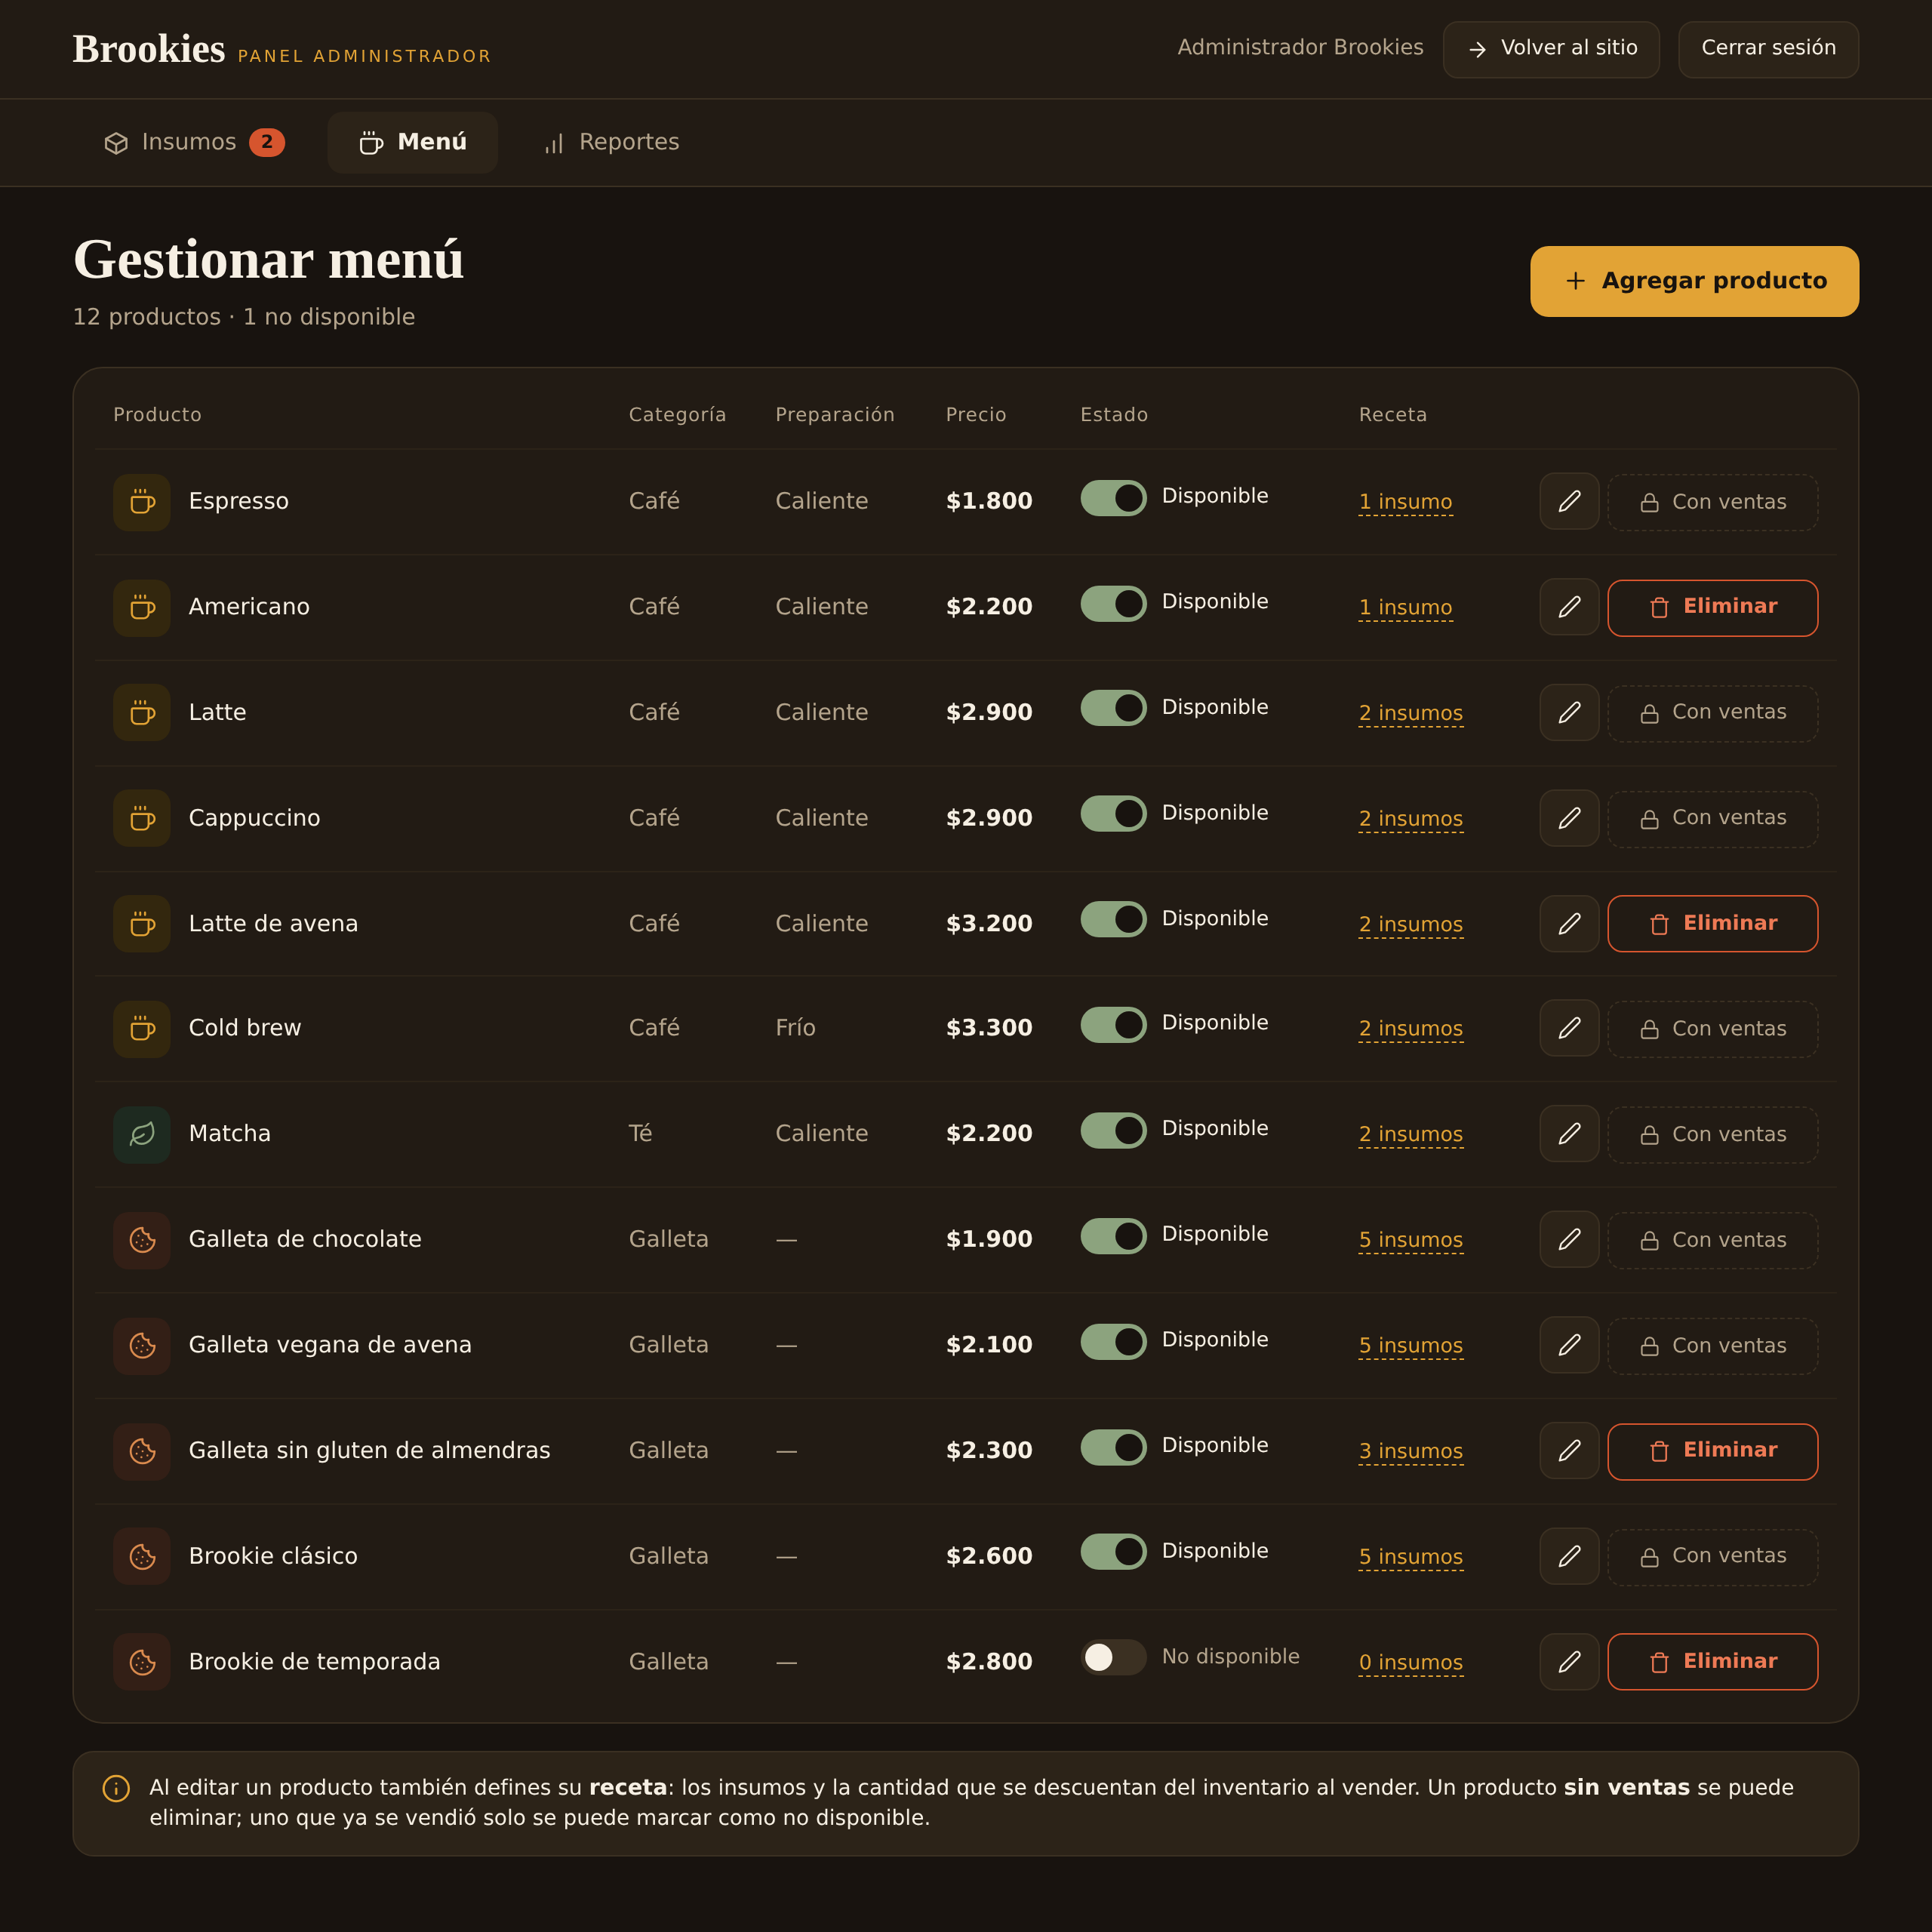 Brookies PANEL ADMINISTRADOR
Administrador Brookies
Volver al sitio
Cerrar sesión
Insumos 2
Menú
Reportes
Gestionar menú
12 productos · 1 no disponible
Agregar producto
Producto Categoría Preparación Precio Estado Receta
Espresso Café Caliente $1.800 Disponible 1 insumo Con ventas
Americano Café Caliente $2.200 Disponible 1 insumo Eliminar
Latte Café Caliente $2.900 Disponible 2 insumos Con ventas
Cappuccino Café Caliente $2.900 Disponible 2 insumos Con ventas
Latte de avena Café Caliente $3.200 Disponible 2 insumos Eliminar
Cold brew Café Frío $3.300 Disponible 2 insumos Con ventas
Matcha Té Caliente $2.200 Disponible 2 insumos Con ventas
Galleta de chocolate Galleta — $1.900 Disponible 5 insumos Con ventas
Galleta vegana de avena Galleta — $2.100 Disponible 5 insumos Con ventas
Galleta sin gluten de almendras Galleta — $2.300 Disponible 3 insumos Eliminar
Brookie clásico Galleta — $2.600 Disponible 5 insumos Con ventas
Brookie de temporada Galleta — $2.800 No disponible 0 insumos Eliminar
Al editar un producto también defines su receta: los insumos y la cantidad que se descuentan del inventario al vender. Un producto sin ventas se puede
eliminar; uno que ya se vendió solo se puede marcar como no disponible.